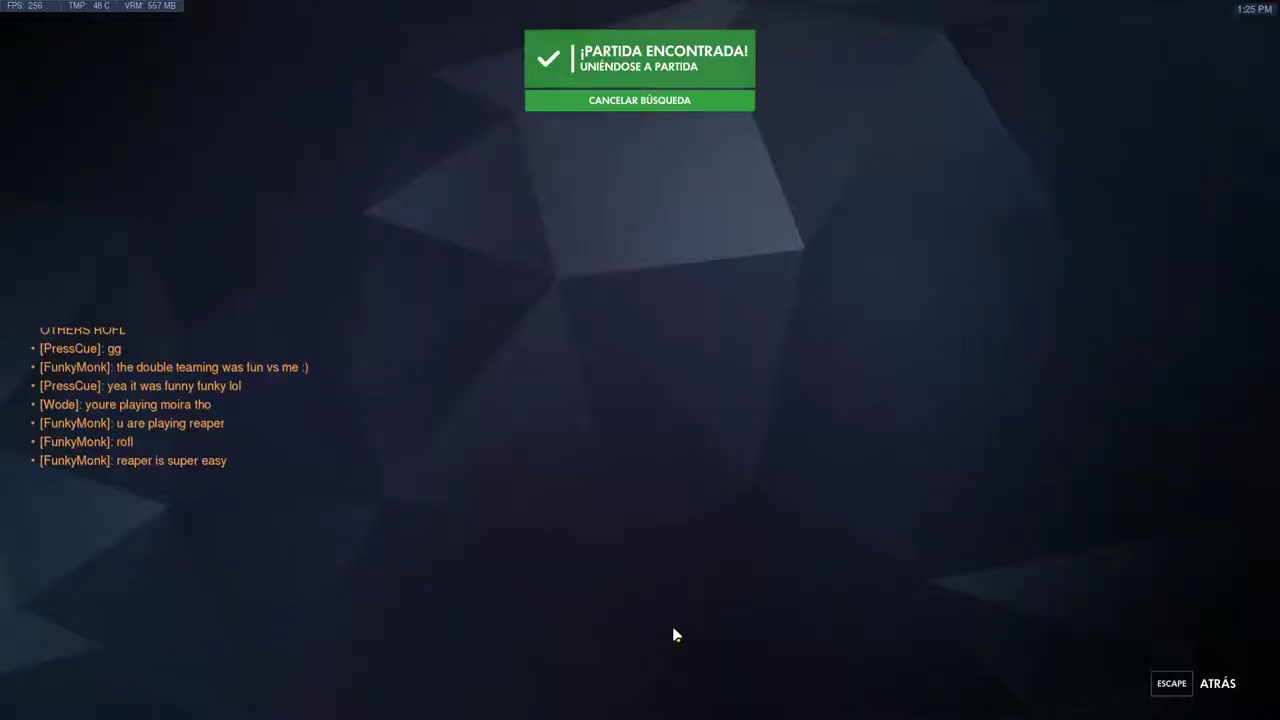 FPS: 256 TMP: 48 C VRM: 557 MB
1:25 PM
¡PARTIDA ENCONTRADA!
UNIÉNDOSE A PARTIDA
CANCELAR BÚSQUEDA
OTHERS ROFL
• [PressCue]: gg
• [FunkyMonk]: the double teaming was fun vs me :)
• [PressCue]: yea it was funny funky lol
• [Wode]: youre playing moira tho
• [FunkyMonk]: u are playing reaper
• [FunkyMonk]: rofl
• [FunkyMonk]: reaper is super easy
ESCAPE ATRÁS